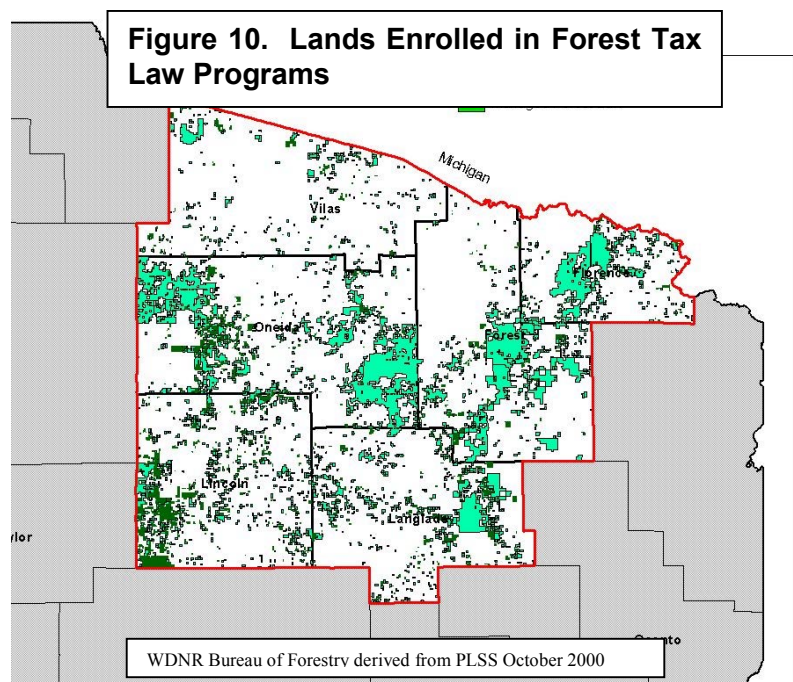 Figure 10. Lands Enrolled in Forest Tax
Law Programs
Michigan
Vilas
Florence
Oneida
Forest
Lincoln
Langlade
ylor
WDNR Bureau of Forestry derived from PLSS October 2000